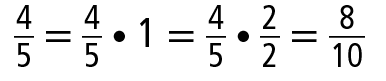 4/5 = 4/5 • 1 = 4/5 • 2/2 = 8/10